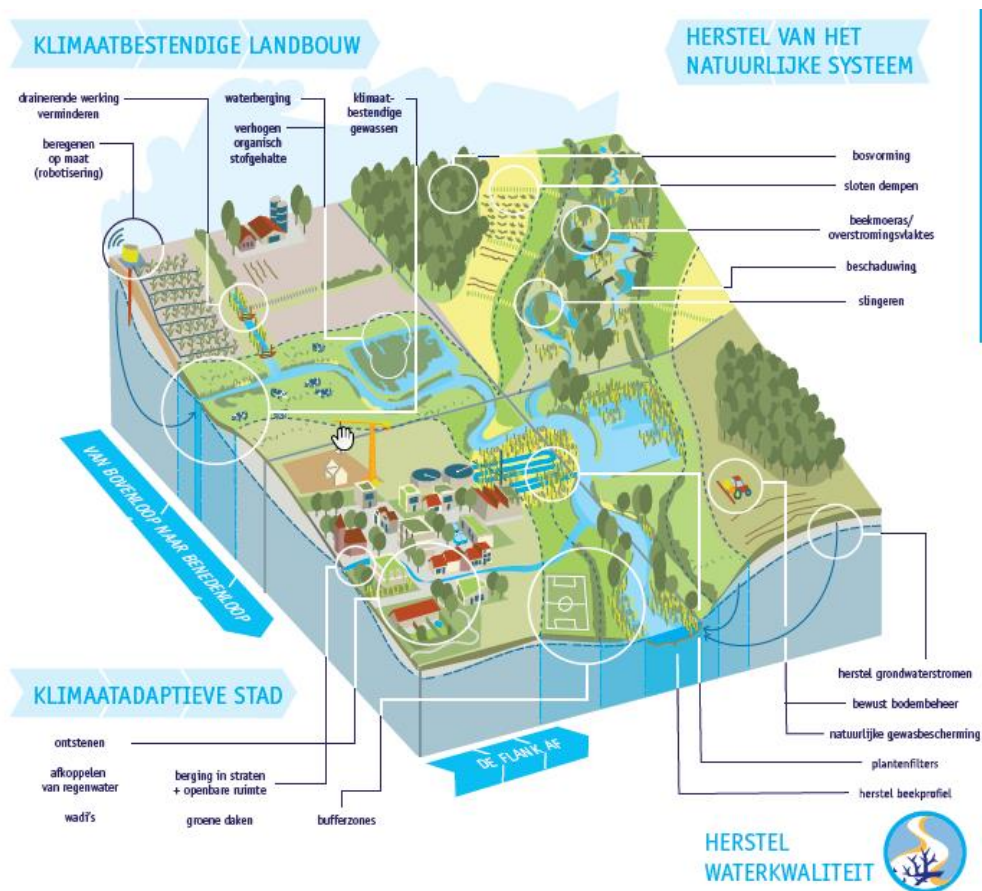 KLIMAATBESTENDIGE LANDBOUW
drainerende werking
verminderen
beregenen
op maat
(robotisering)
waterberging
verhogen
organisch
stofgehalte
klimaat-
bestendige
gewassen
HERSTEL VAN HET
NATUURLIJKE SYSTEEM
bosvorming
sloten dempen
beekmoeras/
overstromingsvlaktes
beschaduwing
slingeren
VAN BOVENLOOP NAAR BENEDENLOOP
DE FLANK AF
KLIMAATADAPTIEVE STAD
ontstenen
afkoppelen
van regenwater
wadi's
berging in straten
+ openbare ruimte
groene daken
bufferzones
herstel grondwaterstromen
bewust bodembeheer
natuurlijke gewasbescherming
plantenfilters
herstel beekprofiel
HERSTEL
WATERKWALITEIT